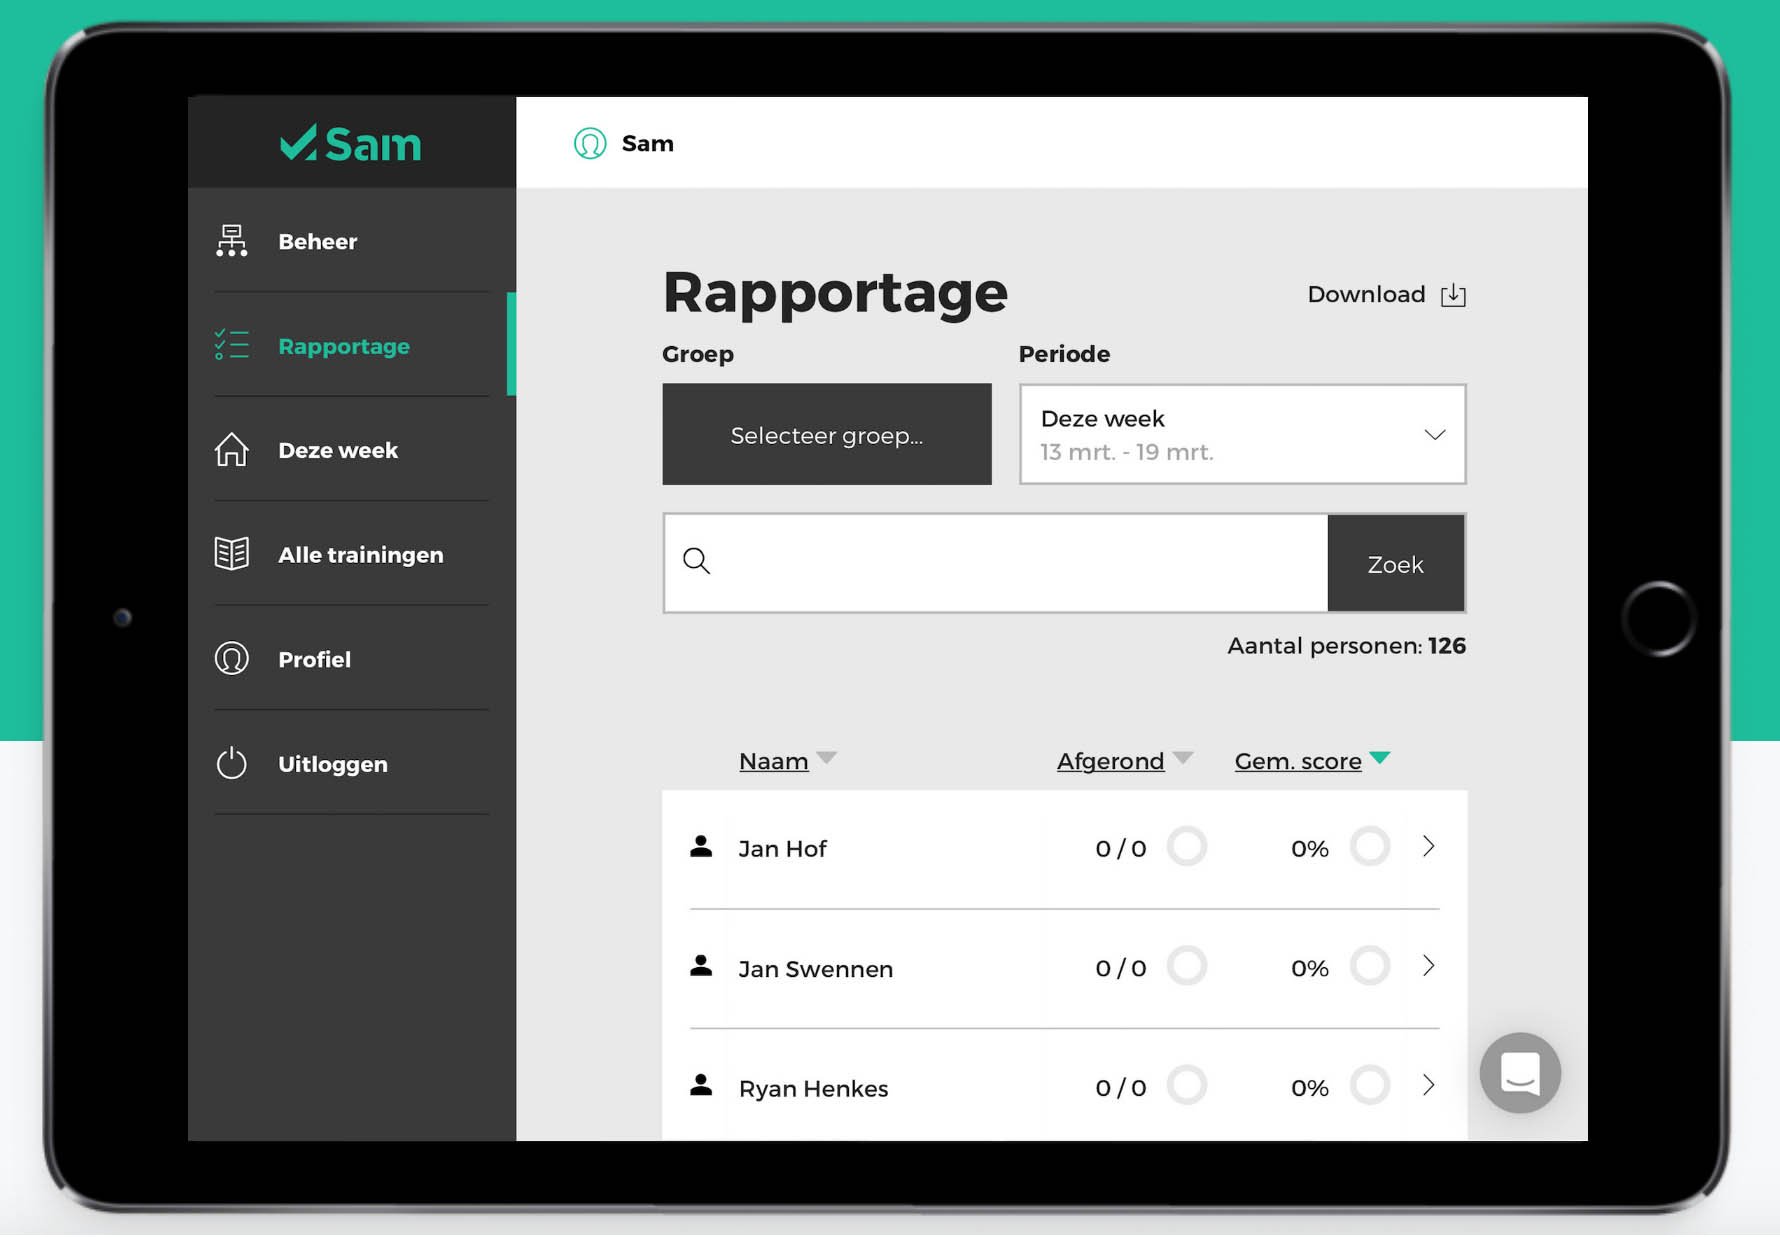 Sam
Sam
Beheer
Rapportage
Deze week
Alle trainingen
Profiel
Uitloggen
Rapportage
Download
Groep
Periode
Selecteer groep...
Deze week
13 mrt. - 19 mrt.
Zoek
Aantal personen: 126
Naam
Afgerond
Gem. score
Jan Hof
0 / 0
0%
Jan Swennen
0 / 0
0%
Ryan Henkes
0 / 0
0%